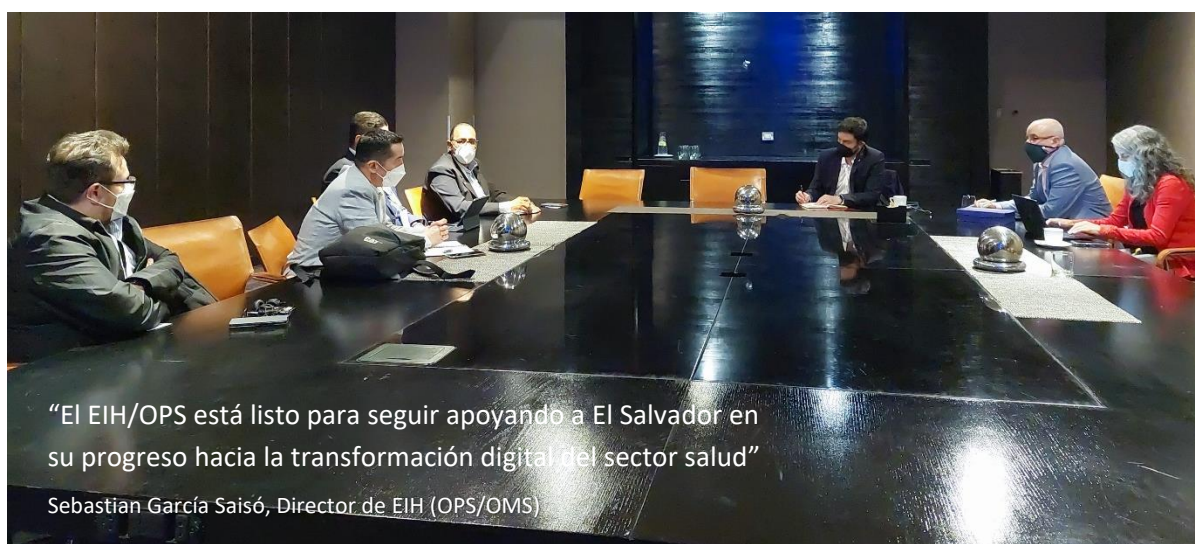 “El EIH/OPS está listo para seguir apoyando a El Salvador en
su progreso hacia la transformación digital del sector salud”
Sebastian García Saisó, Director de EIH (OPS/OMS)